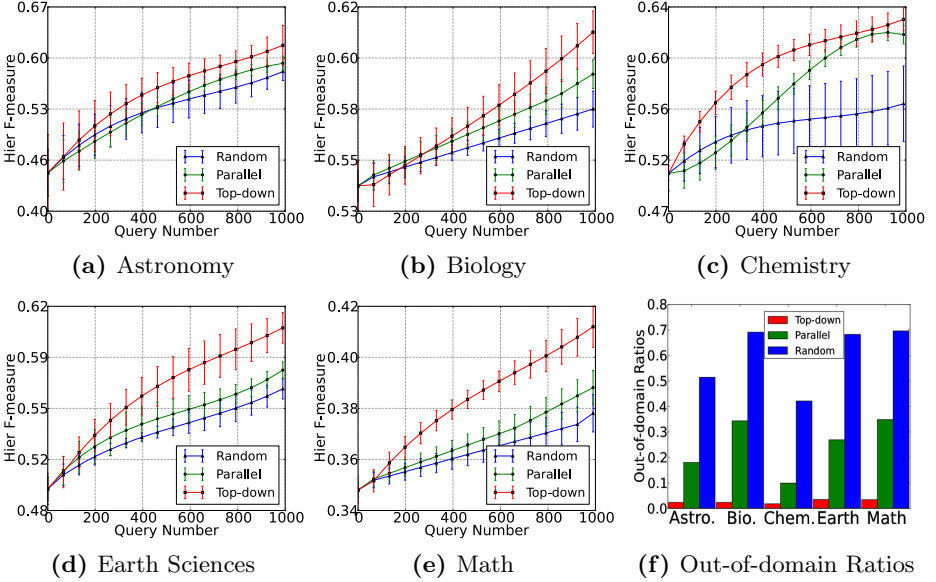 0.67
0.60
0.53
0.46
0.40
Hier F-measure
0 200 400 600 800 1000
Query Number
Random
Parallel
Top-down
(a) Astronomy
0.63
0.60
0.58
0.55
0.53
Hier F-measure
0 200 400 600 800 1000
Query Number
Random
Parallel
Top-down
(b) Biology
0.64
0.60
0.56
0.52
0.47
Hier F-measure
0 200 400 600 800 1000
Query Number
Random
Parallel
Top-down
(c) Chemistry
0.62
0.59
0.55
0.52
0.48
Hier F-measure
0 200 400 600 800 1000
Query Number
Random
Parallel
Top-down
(d) Earth Sciences
0.42
0.40
0.38
0.36
0.34
Hier F-measure
0 200 400 600 800 1000
Query Number
Random
Parallel
Top-down
(e) Math
0.8
0.7
0.6
0.5
0.4
0.3
0.2
0.1
0.0
Out-of-domain Ratios
Top-down
Parallel
Random
Astro. Bio. Chem. Earth Math
(f) Out-of-domain Ratios